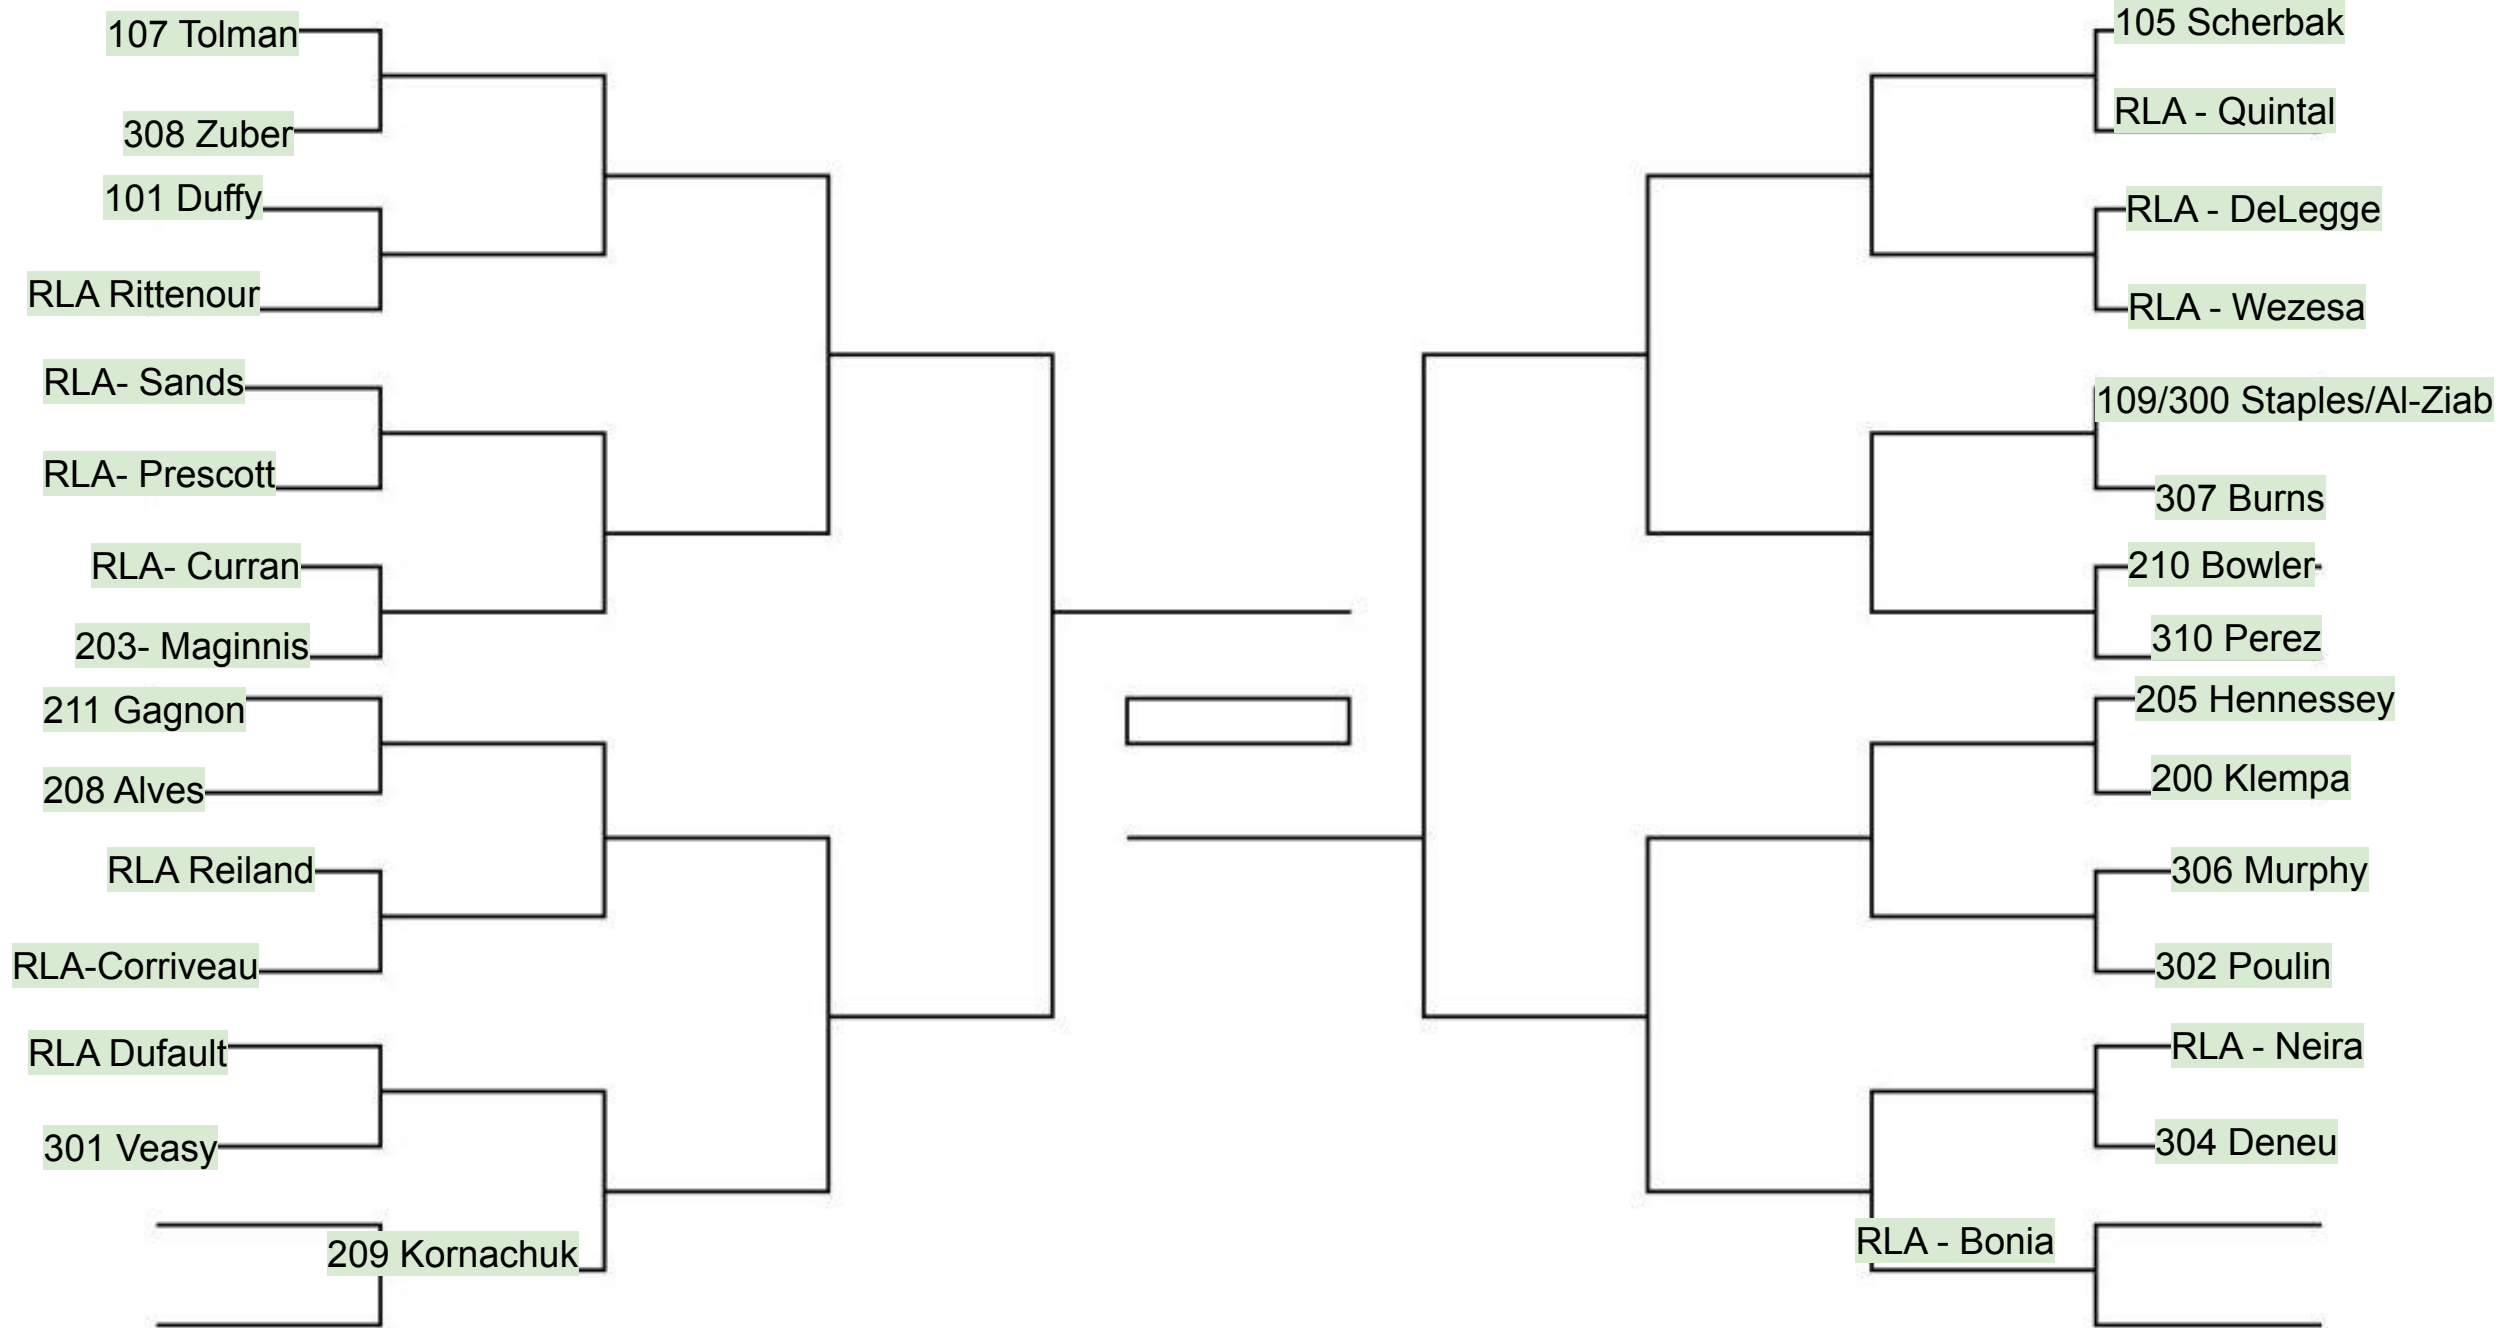 107 Tolman
308 Zuber
101 Duffy
RLA Rittenour
RLA- Sands
RLA- Prescott
RLA- Curran
203- Maginnis
211 Gagnon
208 Alves
RLA Reiland
RLA-Corriveau
RLA Dufault
301 Veasy
209 Kornachuk
105 Scherbak
RLA - Quintal
RLA - DeLegge
RLA - Wezesa
109/300 Staples/Al-Ziab
307 Burns
210 Bowler
310 Perez
205 Hennessey
200 Klempa
306 Murphy
302 Poulin
RLA - Neira
304 Deneu
RLA - Bonia